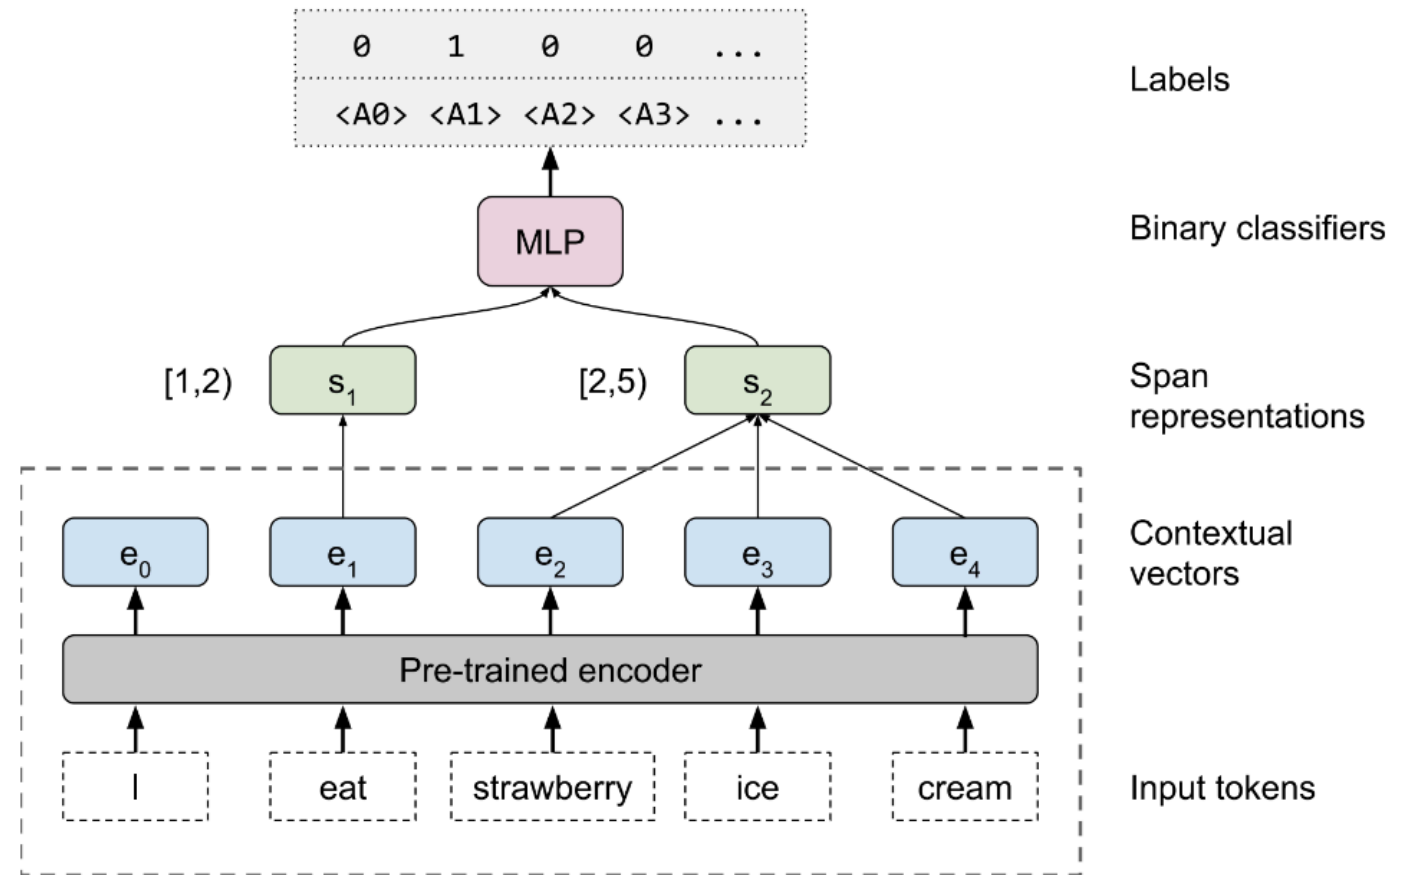 0 1 0 0 ...
<A0> <A1> <A2> <A3> ...
Labels
MLP
Binary classifiers
[1,2) s1 [2,5) s2
Span
representations
e0 e1 e2 e3 e4
Contextual
vectors
Pre-trained encoder
I eat strawberry ice cream
Input tokens